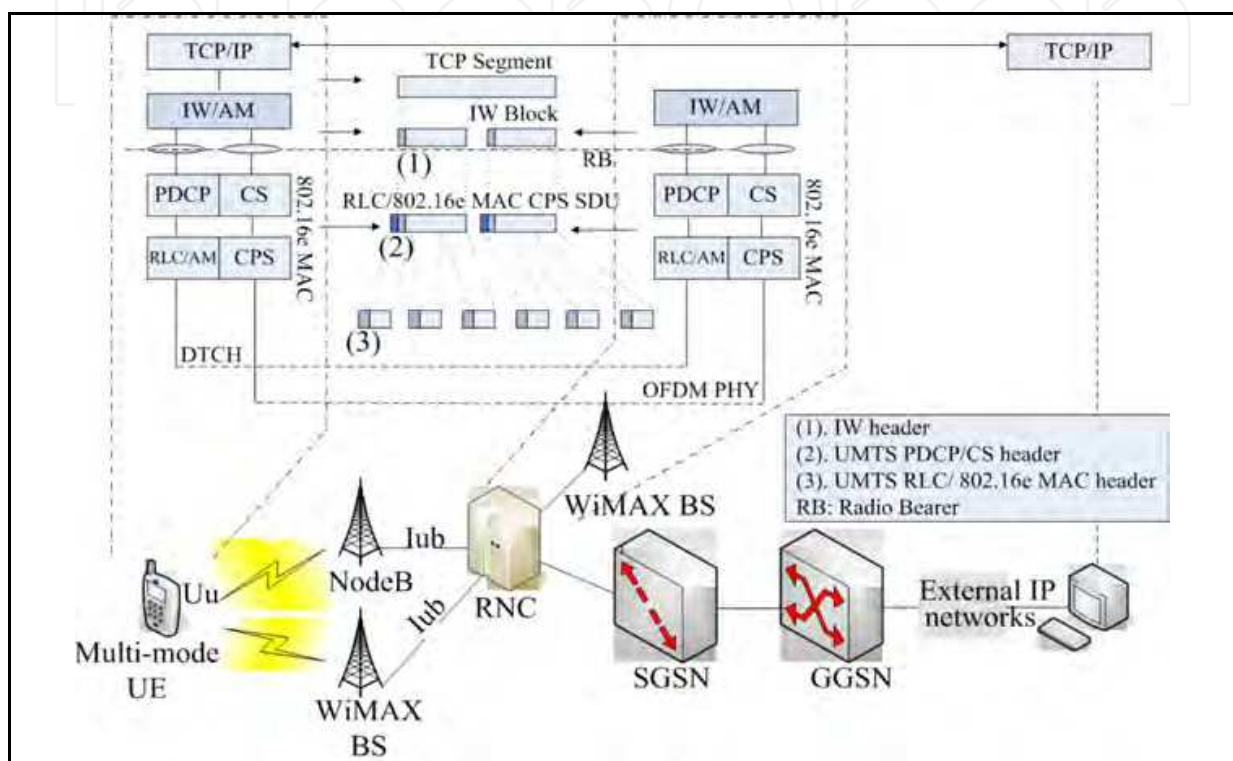 TCP/IP
TCP/IP
TCP Segment
IW/AM
IW Block
IW/AM
(1)
RB
PDCP
CS
802.16e MAC
RLC/802.16e MAC CPS SDU
PDCP
CS
802.16e MAC
(2)
RLC/AM
CPS
RLC/AM
CPS
(3)
DTCH
OFDM PHY
(1). IW header
(2). UMTS PDCP/CS header
(3). UMTS RLC/ 802.16e MAC header
RB: Radio Bearer
WiMAX BS
Iub
Uu
NodeB
RNC
Iub
External IP
networks
Multi-mode
UE
SGSN
GGSN
WiMAX
BS